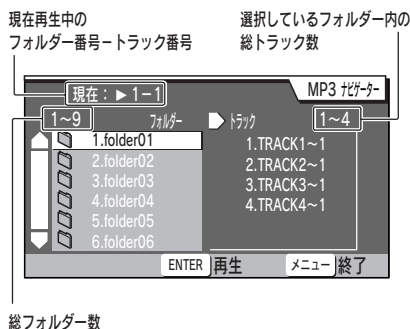 現在再生中の
フォルダー番号－トラック番号
選択しているフォルダー内の
総トラック数
現在：►1－1
MP3 ナビゲーター
1～9
フォルダー
トラック
1～4
1.folder01
2.folder02
3.folder03
4.folder04
5.folder05
6.folder06
1.TRACK1～1
2.TRACK2～1
3.TRACK3～1
4.TRACK4～1
ENTER 再生
メニュー 終了
総フォルダー数